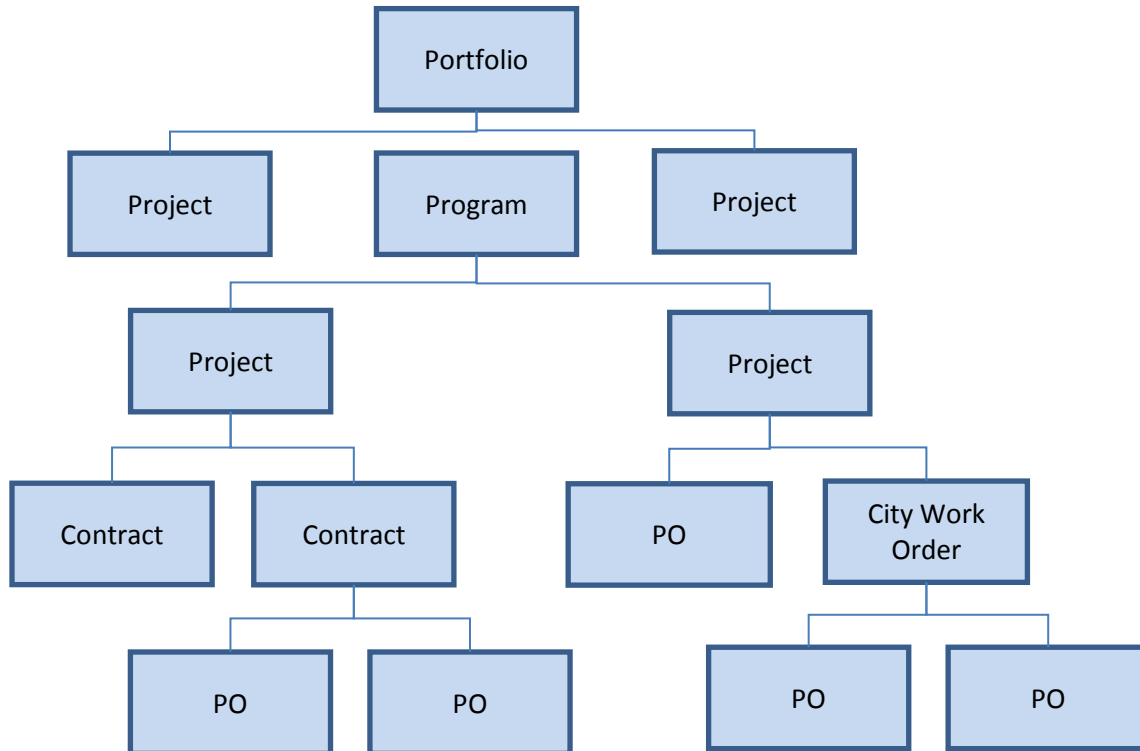 Portfolio
Project
Program
Project
Project
Project
Contract
Contract
PO
City Work
Order
PO
PO
PO
PO